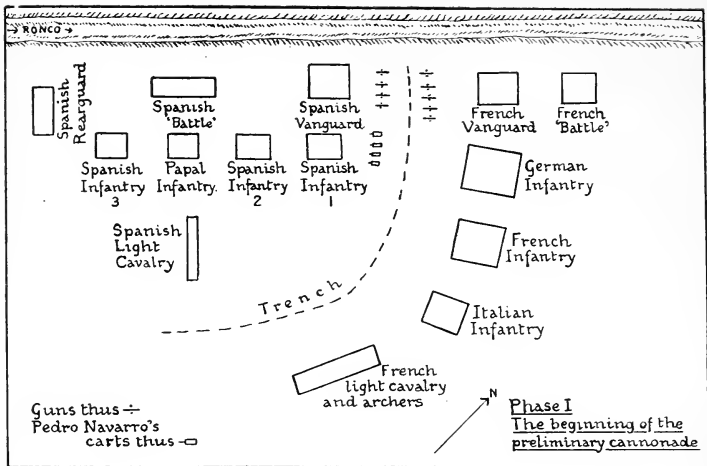 → RONCO →
Spanish
Rearguard
Spanish
'Battle'
Spanish
Vanguard
French
Vanguard
French
'Battle'
Spanish
Infantry
3
Papal
Infantry.
Spanish
Infantry
2
Spanish
Infantry
1
German
Infantry
Spanish
Light
Cavalry
French
Infantry
Trench
Italian
Infantry
French
light cavalry
and archers
Guns thus
Pedro Navarro's
carts thus
N
Phase I
The beginning of the
preliminary cannonade